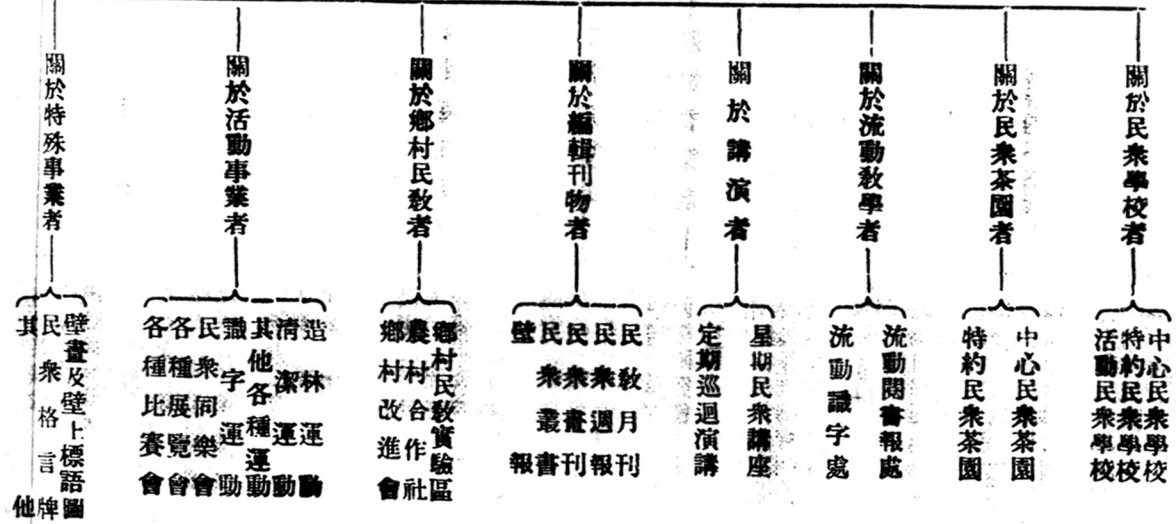 關於民衆學校者
中心民衆學校
特約民衆學校
活動民衆學校
關於民衆茶園者
中心民衆茶園
特約民衆茶園
關於流動教學者
流動閱書報處
流動識字處
關於講演者
星期民衆講座
定期巡迴演講
關於編輯刊物者
民教月刊
民衆週報
民衆畫刊
民衆叢書
壁報
關於鄉村民教者
鄉村民教實驗區
農村合作社
鄉村改進會
關於活動事業者
造林運動
清潔運動
其他各種運動
識字運動
民衆同樂會
各種展覽會
各種比賽會
關於特殊事業者
壁畫及壁上標語圖
民衆格言牌
其他